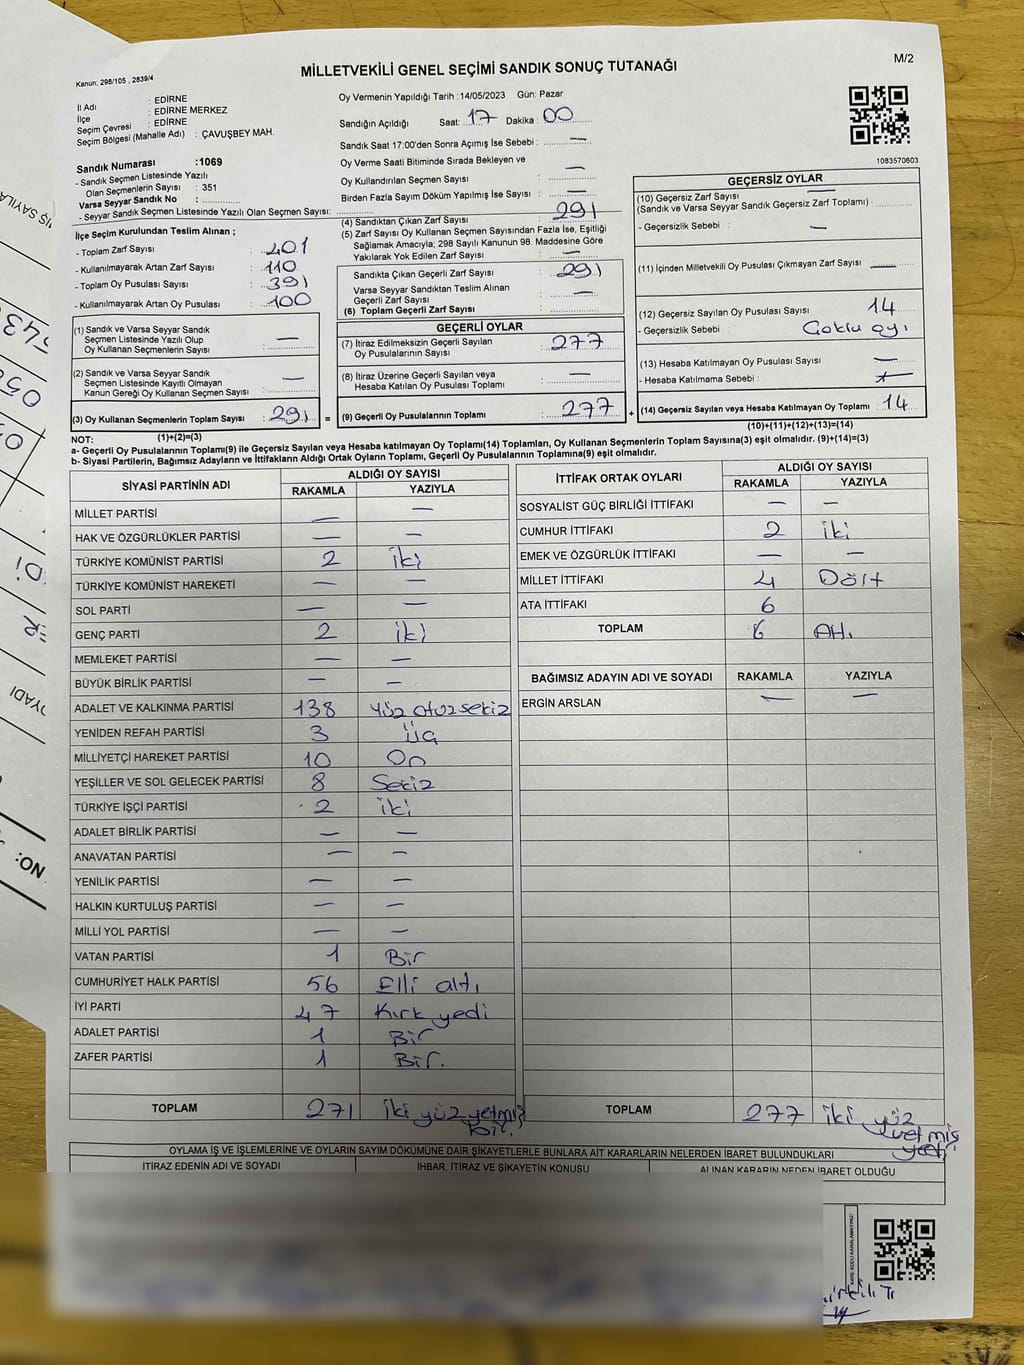 M/2
Kanun: 298/105 , 2839/4
MİLLETVEKİLİ GENEL SEÇİMİ SANDIK SONUÇ TUTANAĞI
İl Adı : EDİRNE
İlçe : EDİRNE MERKEZ
Seçim Çevresi : EDİRNE
Seçim Bölgesi (Mahalle Adı) : ÇAVUŞBEY MAH.
Sandık Numarası :1069
- Sandık Seçmen Listesinde Yazılı
Olan Seçmenlerin Sayısı : 351
Varsa Seyyar Sandık No :
- Seyyar Sandık Seçmen Listesinde Yazılı Olan Seçmen Sayısı:
İlçe Seçim Kurulundan Teslim Alınan ;
- Toplam Zarf Sayısı : 401
- Kullanılmayarak Artan Zarf Sayısı : 110
- Toplam Oy Pusulası Sayısı : 391
- Kullanılmayarak Artan Oy Pusulası : 100
(1) Sandık ve Varsa Seyyar Sandık
Seçmen Listesinde Yazılı Olup
Oy Kullanan Seçmenlerin Sayısı : —
(2) Sandık ve Varsa Seyyar Sandık
Seçmen Listesinde Kayıtlı Olmayan
Kanun Gereği Oy Kullanan Seçmen Sayısı : —
(3) Oy Kullanan Seçmenlerin Toplam Sayısı : 291 =
Oy Vermenin Yapıldığı Tarih :14/05/2023 Gün: Pazar
Sandığın Açıldığı Saat: 17 Dakika : 00
Sandık Saat 17:00'den Sonra Açımış İse Sebebi : —
Oy Verme Saati Bitiminde Sırada Bekleyen ve
Oy Kullandırılan Seçmen Sayısı : —
Birden Fazla Sayım Döküm Yapılmış İse Sayısı : —
(4) Sandıktan Çıkan Zarf Sayısı : 291
(5) Zarf Sayısı Oy Kullanan Seçmen Sayısından Fazla İse, Eşitliği
Sağlamak Amacıyla; 298 Sayılı Kanunun 98. Maddesine Göre
Yakılarak Yok Edilen Zarf Sayısı : —
Sandıkta Çıkan Geçerli Zarf Sayısı : 291
Varsa Seyyar Sandıktan Teslim Alınan
Geçerli Zarf Sayısı : —
(6) Toplam Geçerli Zarf Sayısı :
GEÇERLİ OYLAR
(7) İtiraz Edilmeksizin Geçerli Sayılan
Oy Pusulalarının Sayısı : 277
(8) İtiraz Üzerine Geçerli Sayılan veya
Hesaba Katılan Oy Pusulası Toplamı : —
(9) Geçerli Oy Pusulalarının Toplamı : 277 +
1083570603
GEÇERSİZ OYLAR
(10) Geçersiz Zarf Sayısı —
(Sandık ve Varsa Seyyar Sandık Geçersiz Zarf Toplamı) :
- Geçersizlik Sebebi : —
(11) İçinden Milletvekili Oy Pusulası Çıkmayan Zarf Sayısı : —
(12) Geçersiz Sayılan Oy Pusulası Sayısı : 14
- Geçersizlik Sebebi : Çoklu oyı
(13) Hesaba Katılmayan Oy Pusulası Sayısı : —
- Hesaba Katılmama Sebebi :
(14) Geçersiz Sayılan veya Hesaba Katılmayan Oy Toplamı : 14
(10)+(11)+(12)+(13)=(14)
NOT: (1)+(2)=(3)
a- Geçerli Oy Pusulalarının Toplamı(9) ile Geçersiz Sayılan veya Hesaba katılmayan Oy Toplamı(14) Toplamları, Oy Kullanan Seçmenlerin Toplam Sayısına(3) eşit olmalıdır. (9)+(14)=(3)
b- Siyasi Partilerin, Bağımsız Adayların ve İttifakların Aldığı Ortak Oyların Toplamı, Geçerli Oy Pusulalarının Toplamına(9) eşit olmalıdır.
SİYASİ PARTİNİN ADI ALDIĞI OY SAYISI
RAKAMLA YAZIYLA
MİLLET PARTİSİ — —
HAK VE ÖZGÜRLÜKLER PARTİSİ — —
TÜRKİYE KOMÜNİST PARTİSİ 2 iki
TÜRKİYE KOMÜNİST HAREKETİ — —
SOL PARTİ — —
GENÇ PARTİ 2 iki
MEMLEKET PARTİSİ — —
BÜYÜK BİRLİK PARTİSİ — —
ADALET VE KALKINMA PARTİSİ 138 yüz otuzsekiz
YENİDEN REFAH PARTİSİ 3 üç
MİLLİYETÇİ HAREKET PARTİSİ 10 On
YEŞİLLER VE SOL GELECEK PARTİSİ 8 Sekiz
TÜRKİYE İŞÇİ PARTİSİ 2 iki
ADALET BİRLİK PARTİSİ — —
ANAVATAN PARTİSİ — —
YENİLİK PARTİSİ — —
HALKIN KURTULUŞ PARTİSİ — —
MİLLİ YOL PARTİSİ — —
VATAN PARTİSİ 1 Bir
CUMHURİYET HALK PARTİSİ 56 Elli altı
İYİ PARTİ 47 Kırk yedi
ADALET PARTİSİ 1 Bir
ZAFER PARTİSİ 1 Bir.
TOPLAM 271 iki yüz yetmiş
bir.
İTTİFAK ORTAK OYLARI ALDIĞI OY SAYISI
RAKAMLA YAZIYLA
SOSYALİST GÜÇ BİRLİĞİ İTTİFAKI — —
CUMHUR İTTİFAKI 2 iki
EMEK VE ÖZGÜRLÜK İTTİFAKI — —
MİLLET İTTİFAKI 4 Dört
ATA İTTİFAKI 6
TOPLAM 6 Altı
BAĞIMSIZ ADAYIN ADI VE SOYADI RAKAMLA YAZIYLA
ERGİN ARSLAN — —
TOPLAM 277 iki yüz
yetmiş
yedi
OYLAMA İŞ VE İŞLEMLERİNE VE OYLARIN SAYIM DÖKÜMÜNE DAİR ŞİKAYETLERLE BUNLARA AİT KARARLARIN NELERDEN İBARET BULUNDUKLARI
İTİRAZ EDENİN ADI VE SOYADI İHBAR, İTİRAZ VE ŞİKAYETİN KONUSU ALINAN KARARIN NEDEN İBARET OLDUĞU
KARE KODU KARALAMAYINIZ!
NO: